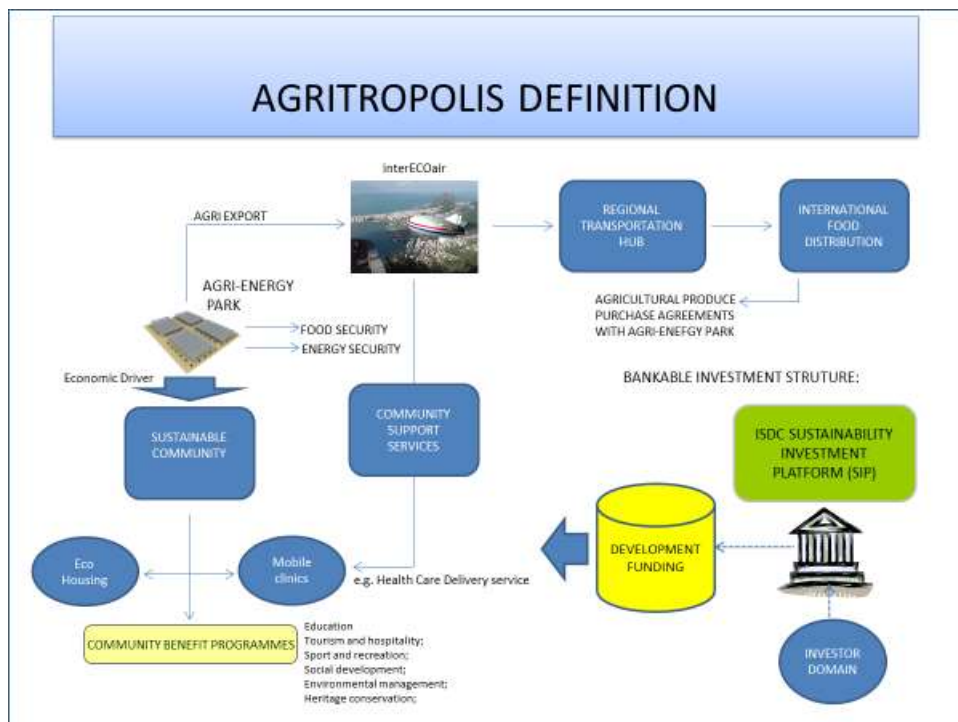 AGRITROPOLIS DEFINITION
interECOair
AGRI EXPORT
REGIONAL
TRANSPORTATION
HUB
INTERNATIONAL
FOOD
DISTRIBUTION
AGRI-ENERGY
PARK
FOOD SECURITY
ENERGY SECURITY
AGRICULTURAL PRODUCE
PURCHASE AGREEMENTS
WITH AGRI-ENEFGY PARK
Economic Driver
BANKABLE INVESTMENT STRUTURE:
SUSTAINABLE
COMMUNITY
COMMUNITY
SUPPORT
SERVICES
ISDC SUSTAINABILITY
INVESTMENT
PLATFORM (SIP)
DEVELOPMENT
FUNDING
Eco
Housing
Mobile
clinics
e.g. Health Care Delivery service
COMMUNITY BENEFIT PROGRAMMES
Education
Tourism and hospitality;
Sport and recreation;
Social development;
Environmental management;
Heritage conservation;
INVESTOR
DOMAIN